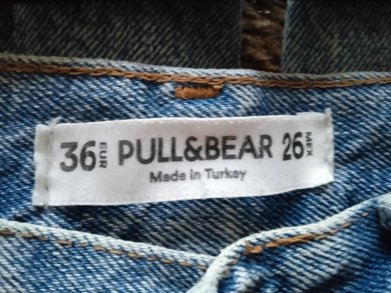 36 EUR PULL&BEAR 26 MEX
Made in Turkey